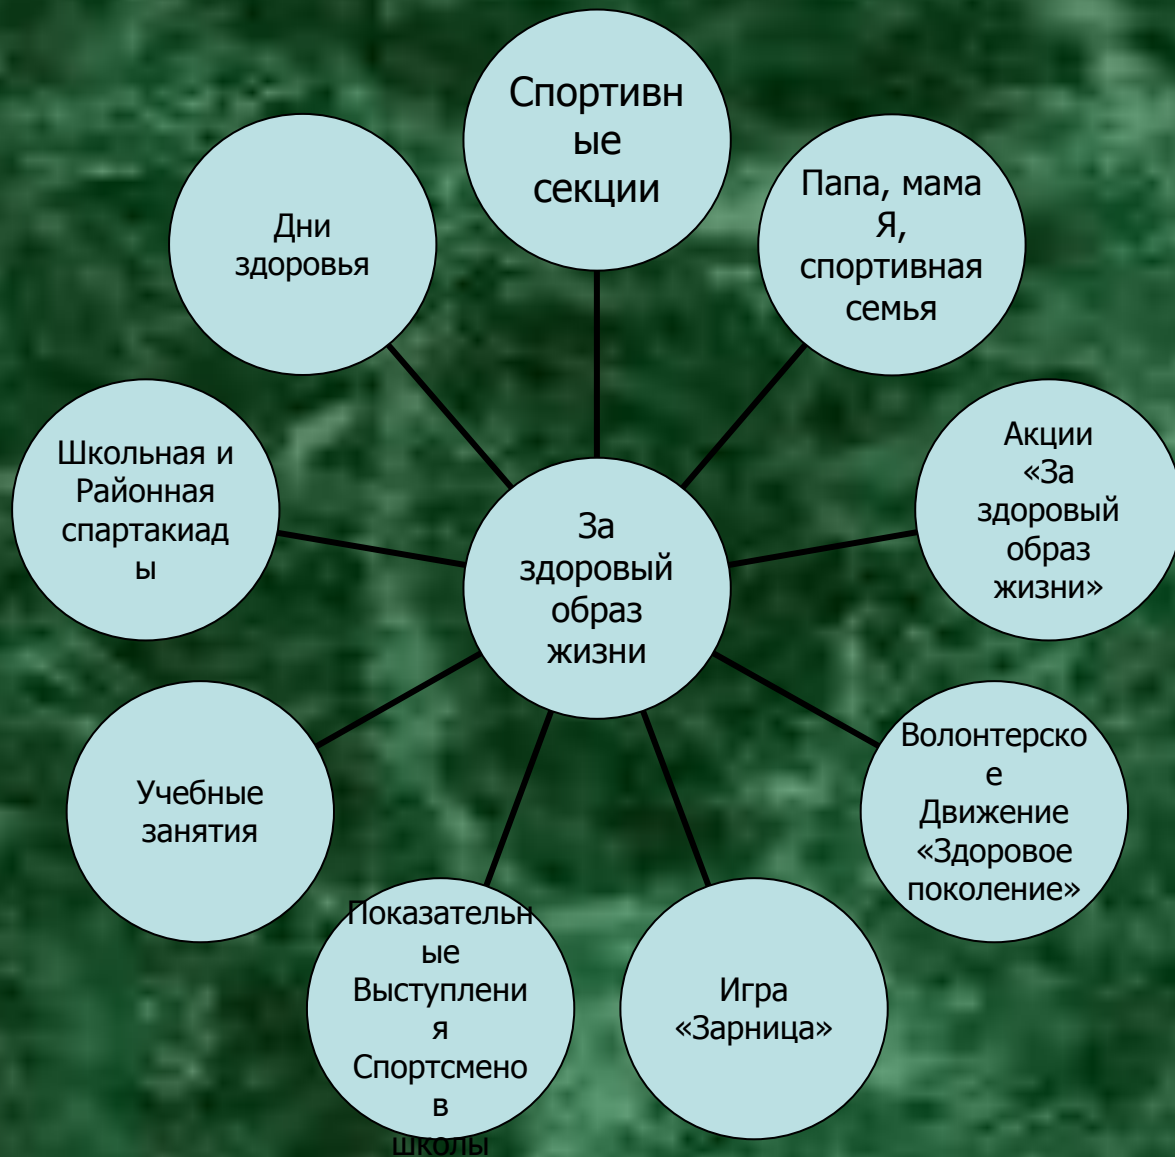 Спортивн
ые
секции
Папа, мама
Я,
спортивная
семья
Акции
«За
здоровый
образ
жизни»
Волонтерско
е
Движение
«Здоровое
поколение»
Игра
«Зарница»
Показательн
ые
Выступлени
я
Спортсмено
в
школы
Учебные
занятия
Школьная и
Районная
спартакиад
ы
Дни
здоровья
За
здоровый
образ
жизни